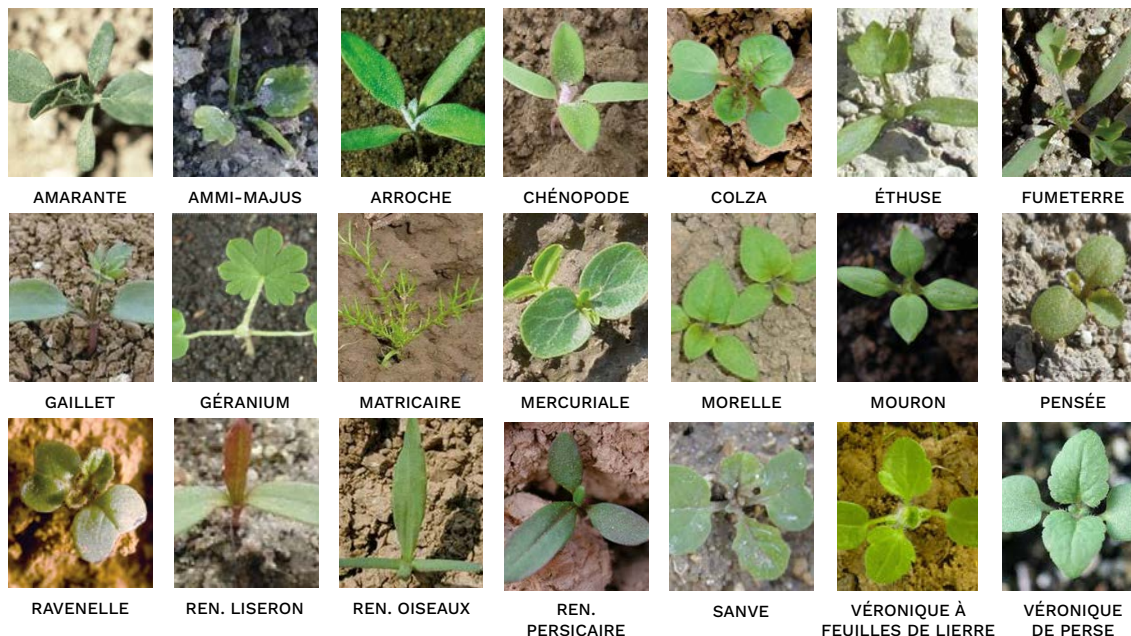 AMARANTE
AMMI-MAJUS
ARROCHE
CHÉNOPODE
COLZA
ÉTHUSE
FUMETERRE
GAILLET
GÉRANIUM
MATRICAIRE
MERCURIALE
MORELLE
MOURON
PENSÉE
RAVENELLE
REN. LISERON
REN. OISEAUX
REN.
PERSICAIRE
SANVE
VÉRONIQUE À
FEUILLES DE LIERRE
VÉRONIQUE
DE PERSE